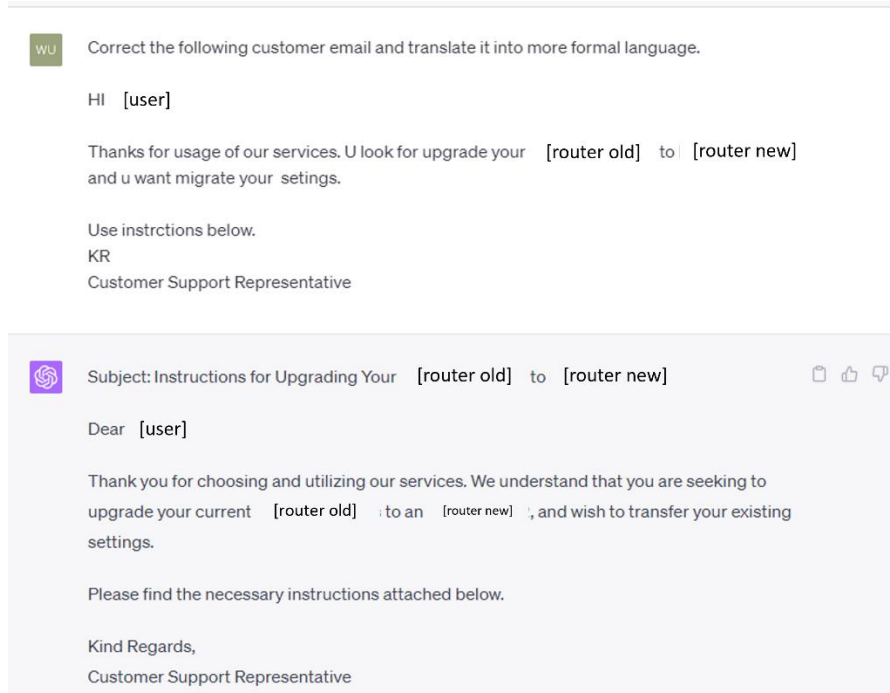 WU
Correct the following customer email and translate it into more formal language.
HI [user]
Thanks for usage of our services. U look for upgrade your [router old] to [router new]
and u want migrate your setings.
Use instrctions below.
KR
Customer Support Representative
Subject: Instructions for Upgrading Your [router old] to [router new]
Dear [user]
Thank you for choosing and utilizing our services. We understand that you are seeking to
upgrade your current [router old] to an [router new] , and wish to transfer your existing
settings.
Please find the necessary instructions attached below.
Kind Regards,
Customer Support Representative